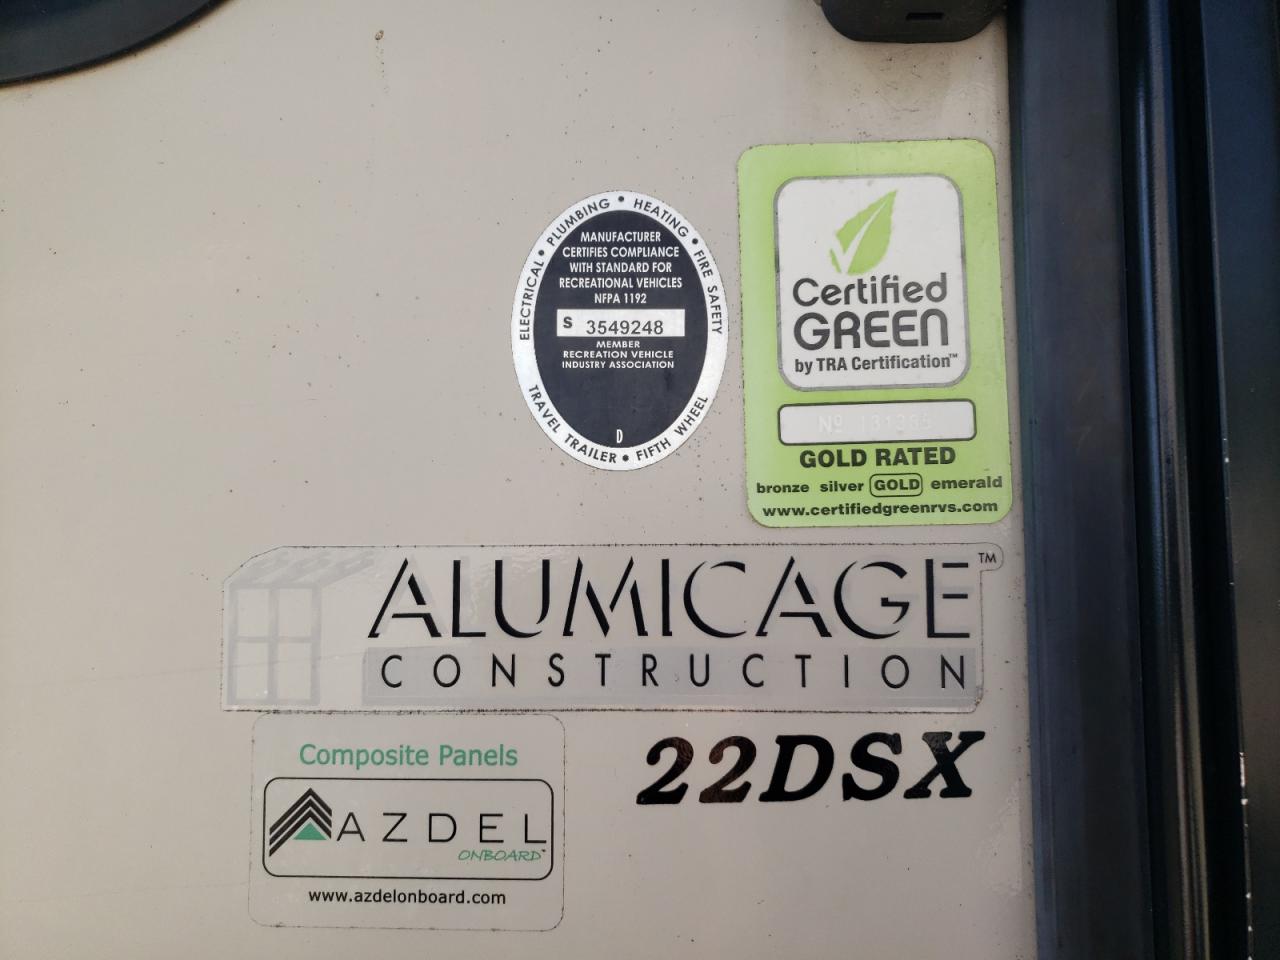 ELECTRICAL • PLUMBING • HEATING • FIRE SAFETY
MANUFACTURER
CERTIFIES COMPLIANCE
WITH STANDARD FOR
RECREATIONAL VEHICLES
NFPA 1192
S 3549248
MEMBER
RECREATION VEHICLE
INDUSTRY ASSOCIATION
D
TRAVEL TRAILER • FIFTH WHEEL
Certified
GREEN
by TRA Certification™
Nº
GOLD RATED
bronze silver GOLD emerald
www.certifiedgreenrvs.com
ALUMICAGE™
CONSTRUCTION
22DSX
Composite Panels
AZDEL
ONBOARD™
www.azdelonboard.com